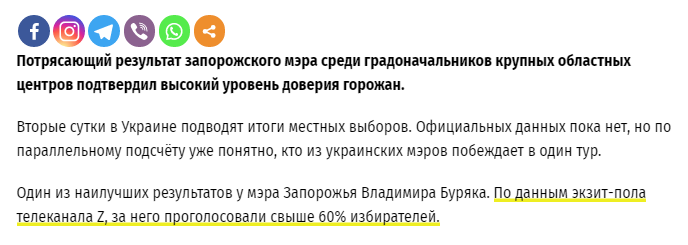 Потрясающий результат запорожского мэра среди градоначальников крупных областных
центров подтвердил высокий уровень доверия горожан.
Вторые сутки в Украине подводят итоги местных выборов. Официальных данных пока нет, но по
параллельному подсчёту уже понятно, кто из украинских мэров побеждает в один тур.
Один из наилучших результатов у мэра Запорожья Владимира Буряка. По данным экзит-пола
телеканала Z, за него проголосовали свыше 60% избирателей.